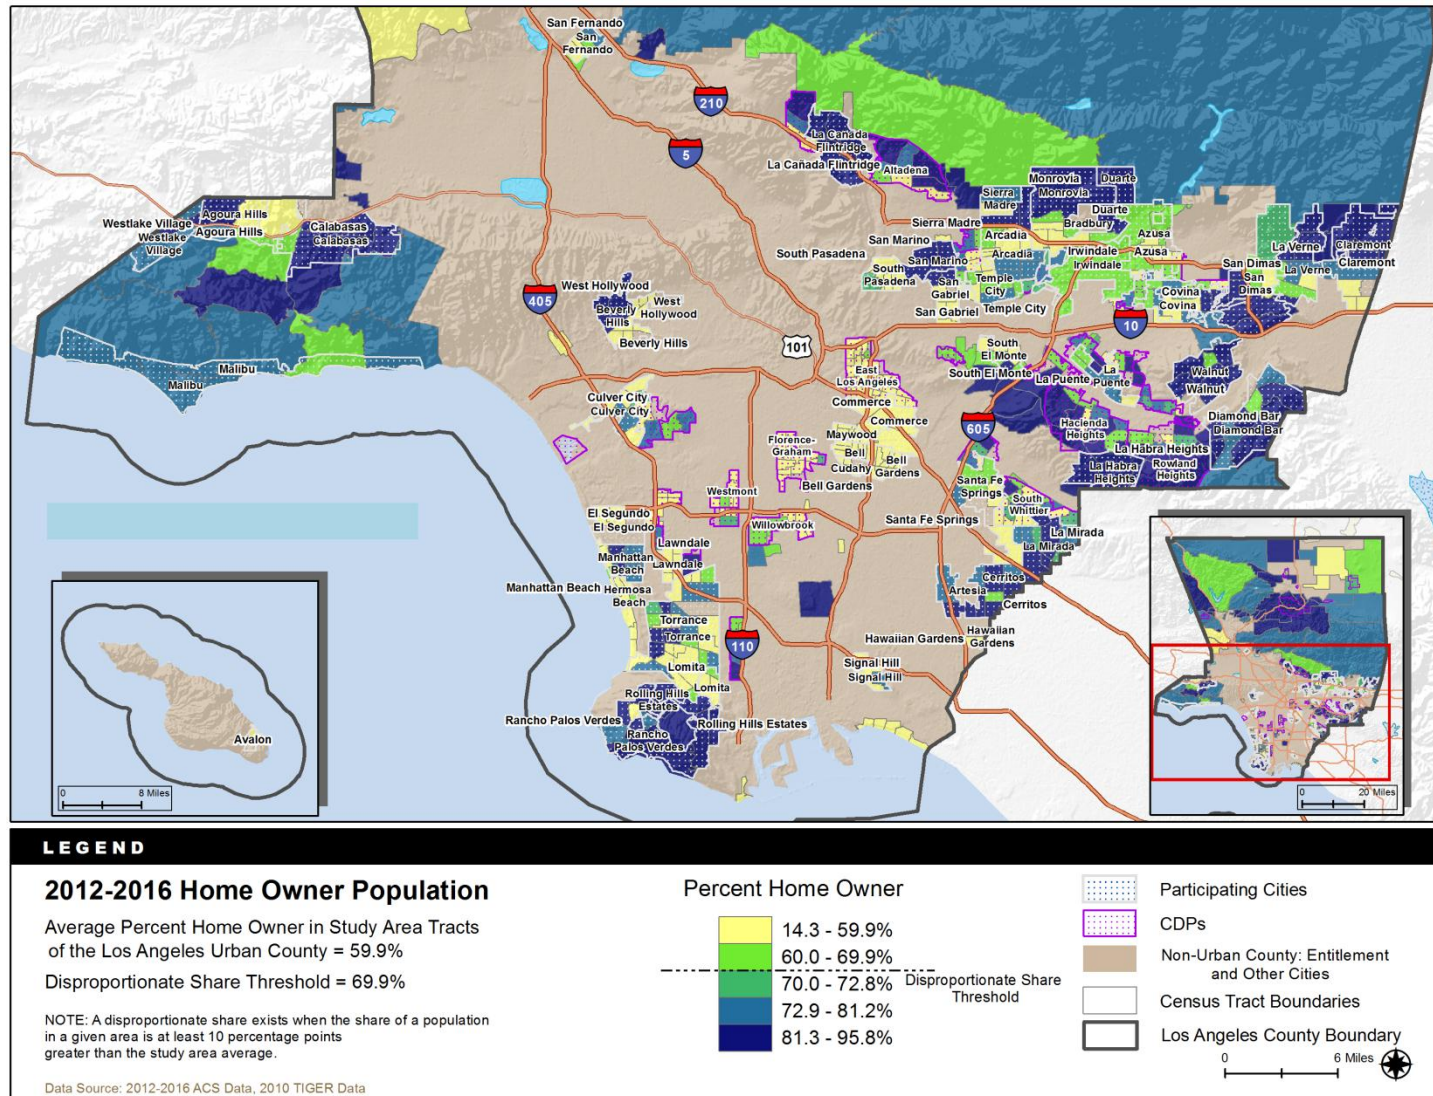 San Fernando
San
Fernando
210
5
La Cañada
Flintridge
La Cañada Flintridge
Altadena
Monrovia
Duarte
Monrovia
Sierra
Madre
Duarte
Bradbury
Sierra Madre
Arcadia
Arcadia
Azusa
Azusa
Irwindale
Irwindale
San Marino
San Marino
South Pasadena
South
Pasadena
San
Gabriel
San Gabriel
Temple
City
Temple City
La Verne
La Verne
Claremont
Claremont
San Dimas
San
Dimas
Covina
Covina
Westlake Village
Westlake
Village
Agoura Hills
Agoura Hills
Calabasas
Calabasas
Malibu
Malibu
405
West Hollywood
West
Hollywood
Beverly
Hills
Beverly Hills
101
10
South
El Monte
South El Monte
La Puente
La
Puente
Walnut
Walnut
East
Los Angeles
Commerce
Commerce
Culver City
Culver City
605
Hacienda
Heights
Diamond Bar
Diamond Bar
La Habra Heights
La Habra
Heights
Rowland
Heights
Maywood
Bell
Cudahy
Bell
Gardens
Bell Gardens
Florence-
Graham
Westmont
Willowbrook
Santa Fe
Springs
Santa Fe Springs
South
Whittier
La Mirada
La Mirada
El Segundo
El Segundo
Lawndale
Lawndale
Manhattan
Beach
Manhattan Beach
Hermosa
Beach
Cerritos
Artesia
Cerritos
Torrance
Torrance
110
Hawaiian Gardens
Hawaiian
Gardens
Lomita
Lomita
Signal Hill
Signal Hill
Rolling Hills
Estates
Rancho Palos Verdes
Rolling Hills Estates
Rancho
Palos Verdes
Avalon
0 8 Miles
0 20 Miles
LEGEND
2012-2016 Home Owner Population
Average Percent Home Owner in Study Area Tracts
of the Los Angeles Urban County = 59.9%
Disproportionate Share Threshold = 69.9%
NOTE: A disproportionate share exists when the share of a population
in a given area is at least 10 percentage points
greater than the study area average.
Data Source: 2012-2016 ACS Data, 2010 TIGER Data
Percent Home Owner
14.3 - 59.9%
60.0 - 69.9%
70.0 - 72.8%
72.9 - 81.2%
81.3 - 95.8%
Disproportionate Share
Threshold
Participating Cities
CDPs
Non-Urban County: Entitlement
and Other Cities
Census Tract Boundaries
Los Angeles County Boundary
0 6 Miles